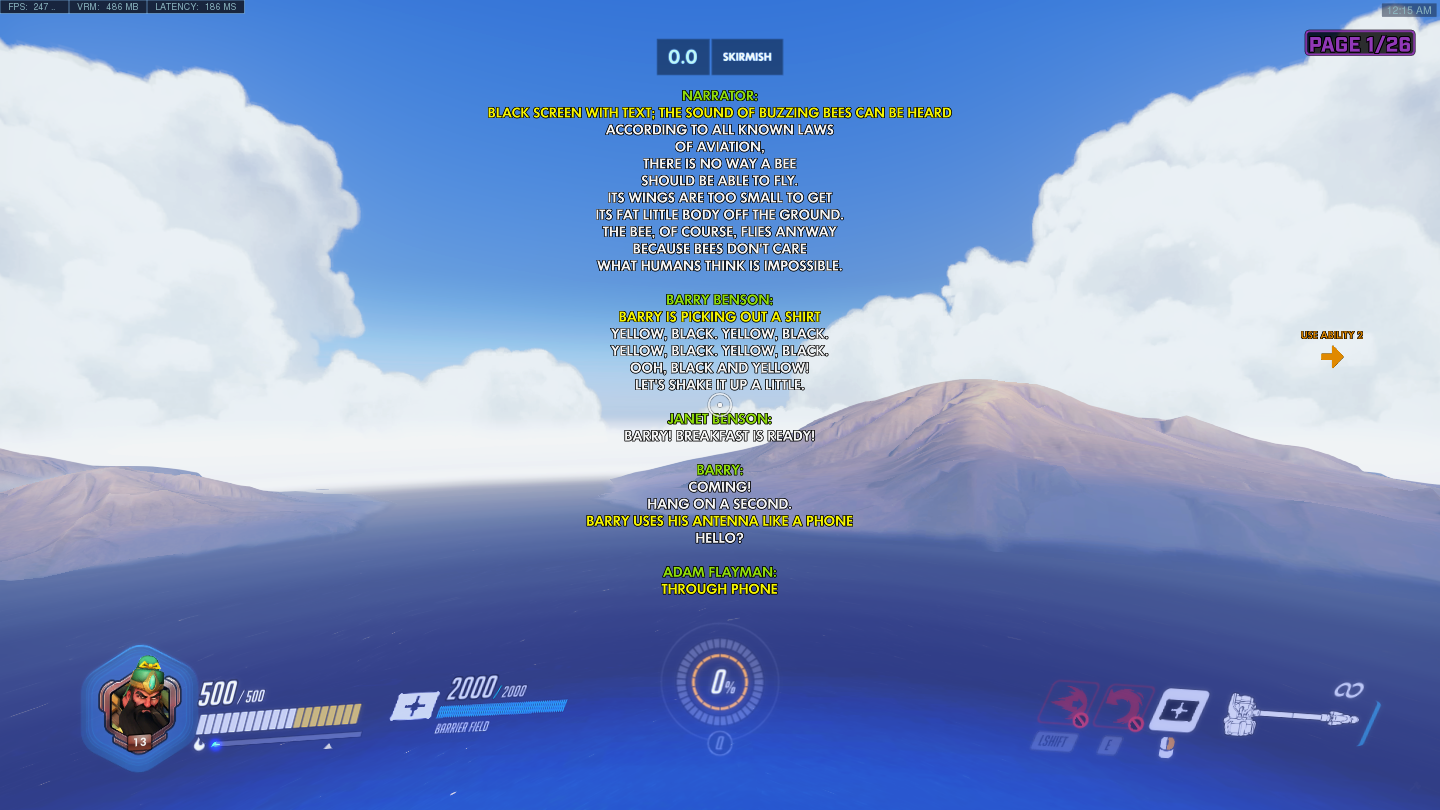 FPS: 247 .. VRM: 486 MB LATENCY: 186 MS
12:15 AM
PAGE 1/26
0.0 SKIRMISH
NARRATOR:
BLACK SCREEN WITH TEXT; THE SOUND OF BUZZING BEES CAN BE HEARD
ACCORDING TO ALL KNOWN LAWS
OF AVIATION,
THERE IS NO WAY A BEE
SHOULD BE ABLE TO FLY.
ITS WINGS ARE TOO SMALL TO GET
ITS FAT LITTLE BODY OFF THE GROUND.
THE BEE, OF COURSE, FLIES ANYWAY
BECAUSE BEES DON'T CARE
WHAT HUMANS THINK IS IMPOSSIBLE.
BARRY BENSON:
BARRY IS PICKING OUT A SHIRT
YELLOW, BLACK. YELLOW, BLACK.
YELLOW, BLACK. YELLOW, BLACK.
OOH, BLACK AND YELLOW!
LET'S SHAKE IT UP A LITTLE.
USE ABILITY 2
JANET BENSON:
BARRY! BREAKFAST IS READY!
BARRY:
COMING!
HANG ON A SECOND.
BARRY USES HIS ANTENNA LIKE A PHONE
HELLO?
ADAM FLAYMAN:
THROUGH PHONE
500 / 500
13
2000 / 2000
BARRIER FIELD
0%
Q
LSHIFT E
∞